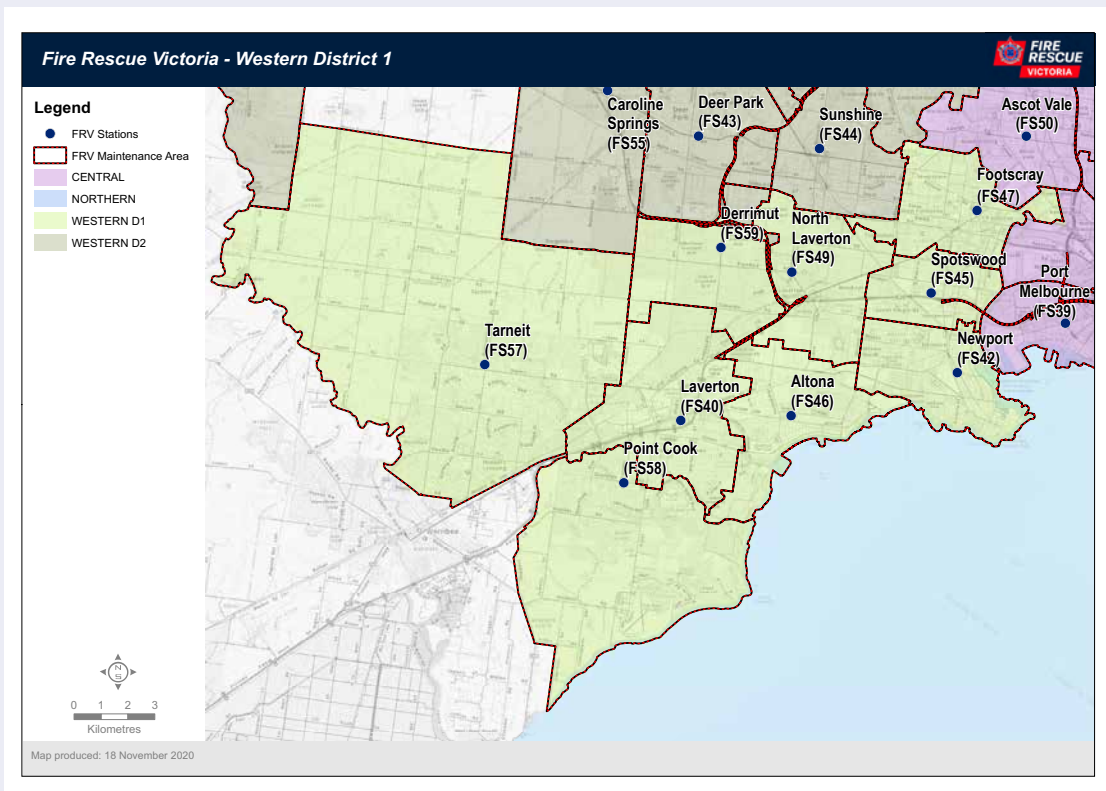 Fire Rescue Victoria - Western District 1
FIRE
RESCUE
VICTORIA
Legend
FRV Stations
FRV Maintenance Area
CENTRAL
NORTHERN
WESTERN D1
WESTERN D2
Caroline
Springs
(FS55)
Deer Park
(FS43)
Sunshine
(FS44)
Ascot Vale
(FS50)
Footscray
(FS47)
Derrimut
(FS59)
North
Laverton
(FS49)
Spotswood
(FS45)
Port
Melbourne
(FS39)
Tarneit
(FS57)
Newport
(FS42)
Laverton
(FS40)
Altona
(FS46)
Point Cook
(FS58)
N
S
0 1 2 3
Kilometres
Map produced: 18 November 2020